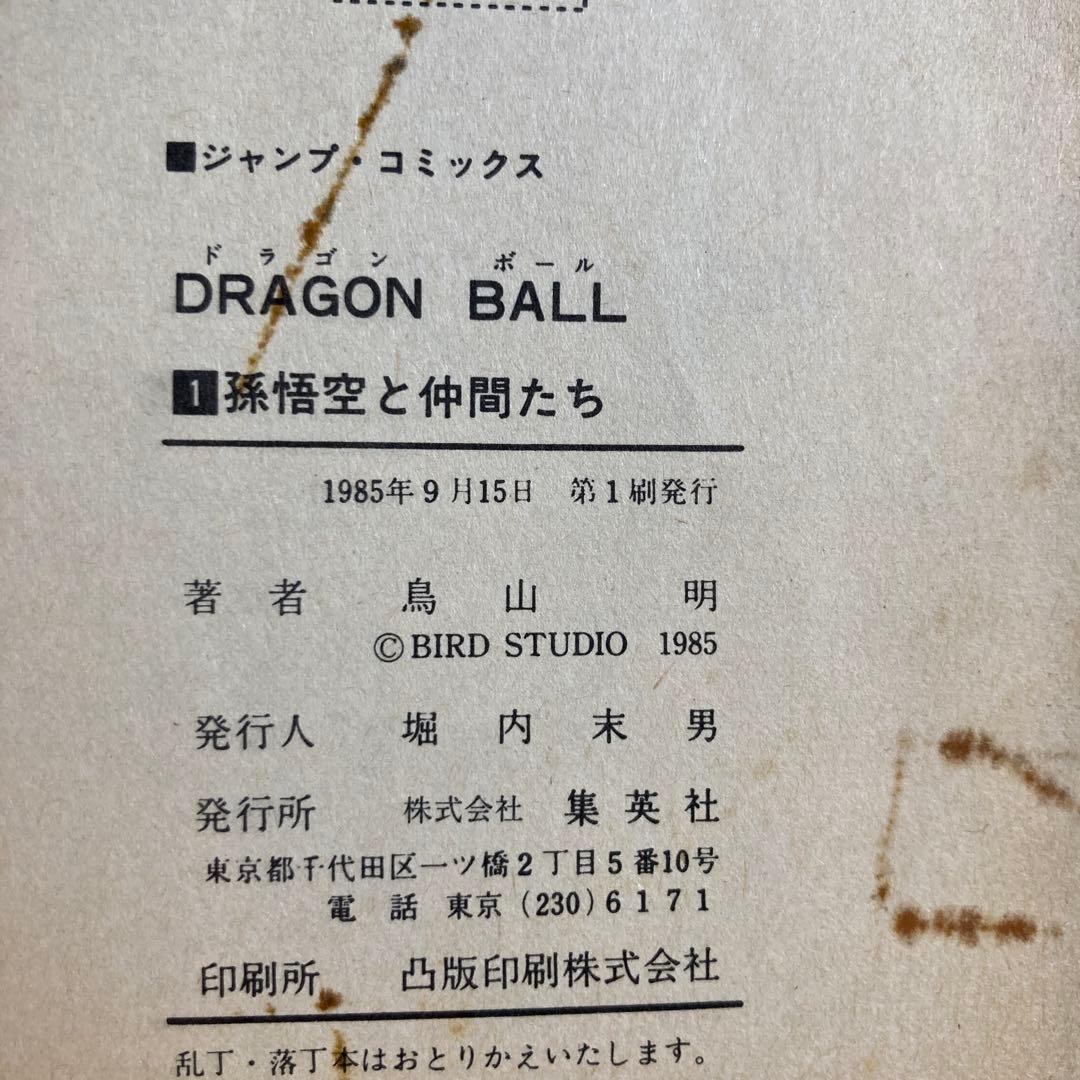 ■ジャンプ・コミックス
ドラゴン ボール
DRAGON BALL
1孫悟空と仲間たち
1985年9月15日 第1刷発行
著者 鳥山明
©BIRD STUDIO 1985
発行人 堀内末男
発行所 株式会社 集英社
東京都千代田区一ツ橋2丁目5番10号
電話 東京(230)6171
印刷所 凸版印刷株式会社
乱丁・落丁本はおとりかえいたします。